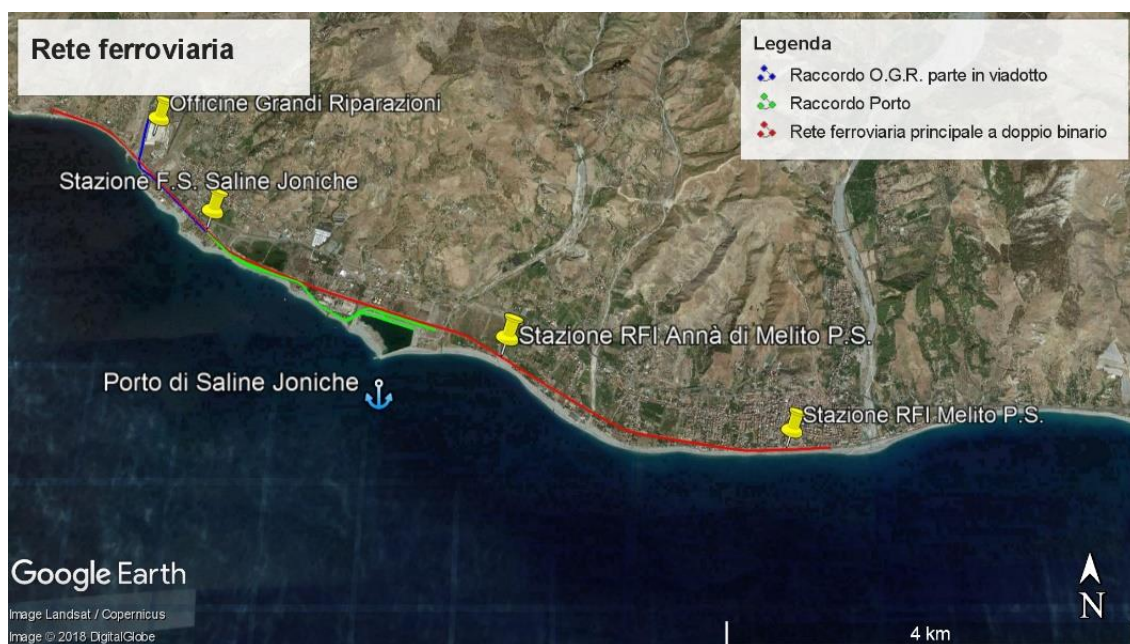 Rete ferroviaria
Legenda
Raccordo O.G.R. parte in viadotto
Raccordo Porto
Rete ferroviaria principale a doppio binario
Officine Grandi Riparazioni
Stazione F.S. Saline Joniche
Stazione RFI Annà di Melito P.S.
Porto di Saline Joniche
Stazione RFI Melito P.S.
Google Earth
N
Image Landsat / Copernicus
Image © 2018 DigitalGlobe
4 km